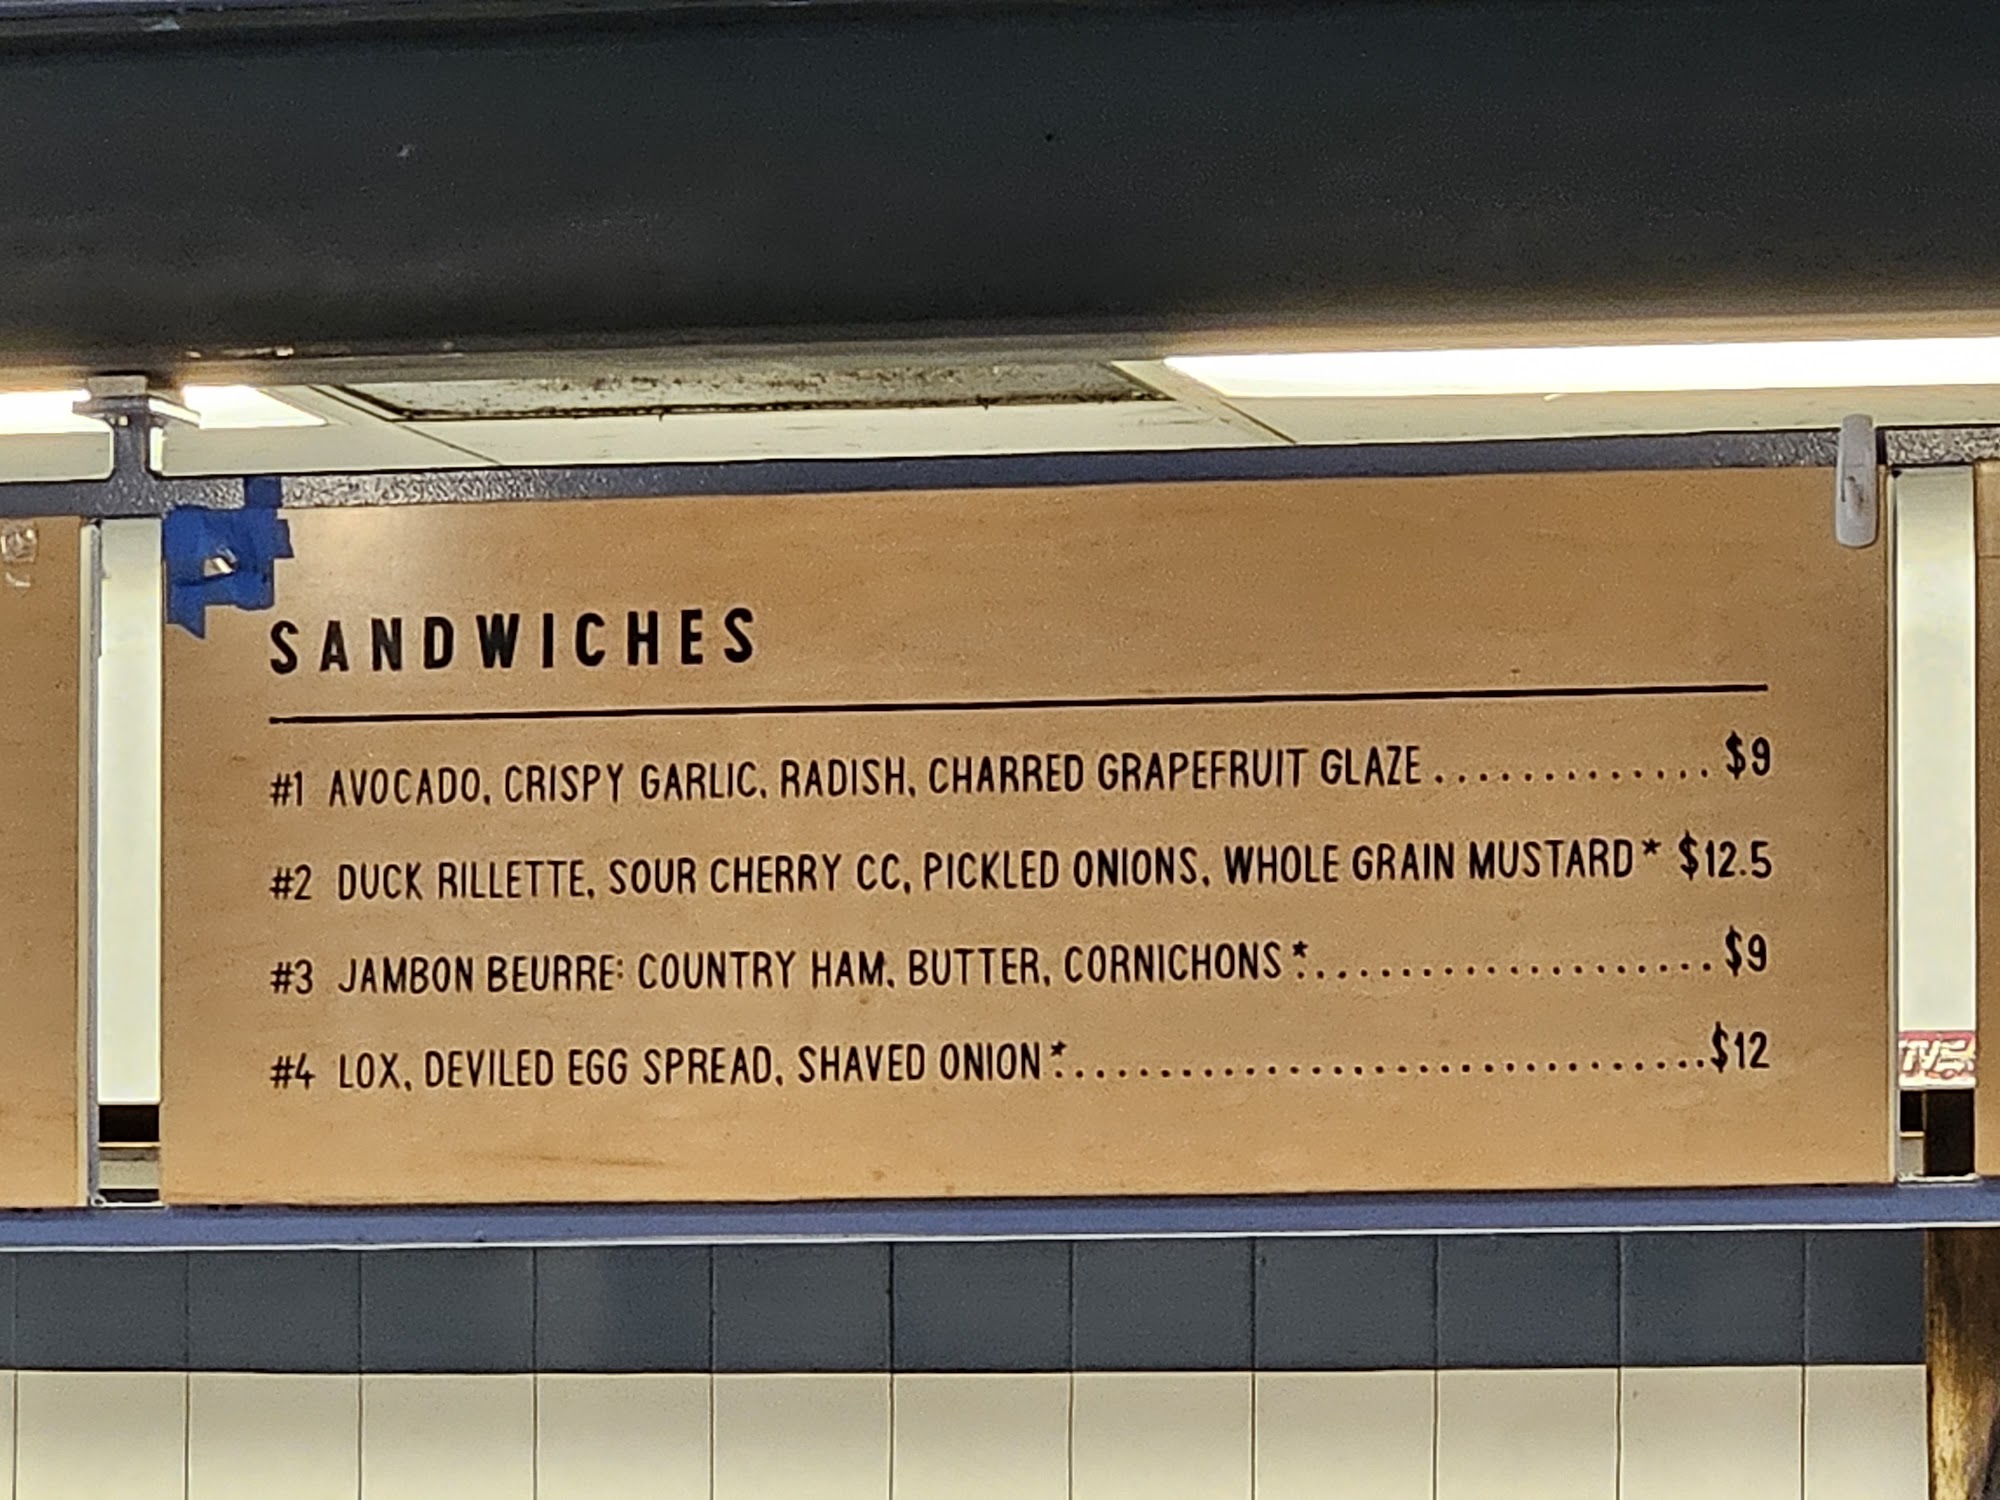 SANDWICHES
#1 AVOCADO, CRISPY GARLIC, RADISH, CHARRED GRAPEFRUIT GLAZE.............$9
#2 DUCK RILLETTE, SOUR CHERRY CC, PICKLED ONIONS, WHOLE GRAIN MUSTARD* $12.5
#3 JAMBON BEURRE: COUNTRY HAM, BUTTER, CORNICHONS*....................$9
#4 LOX, DEVILED EGG SPREAD, SHAVED ONION*..............................$12